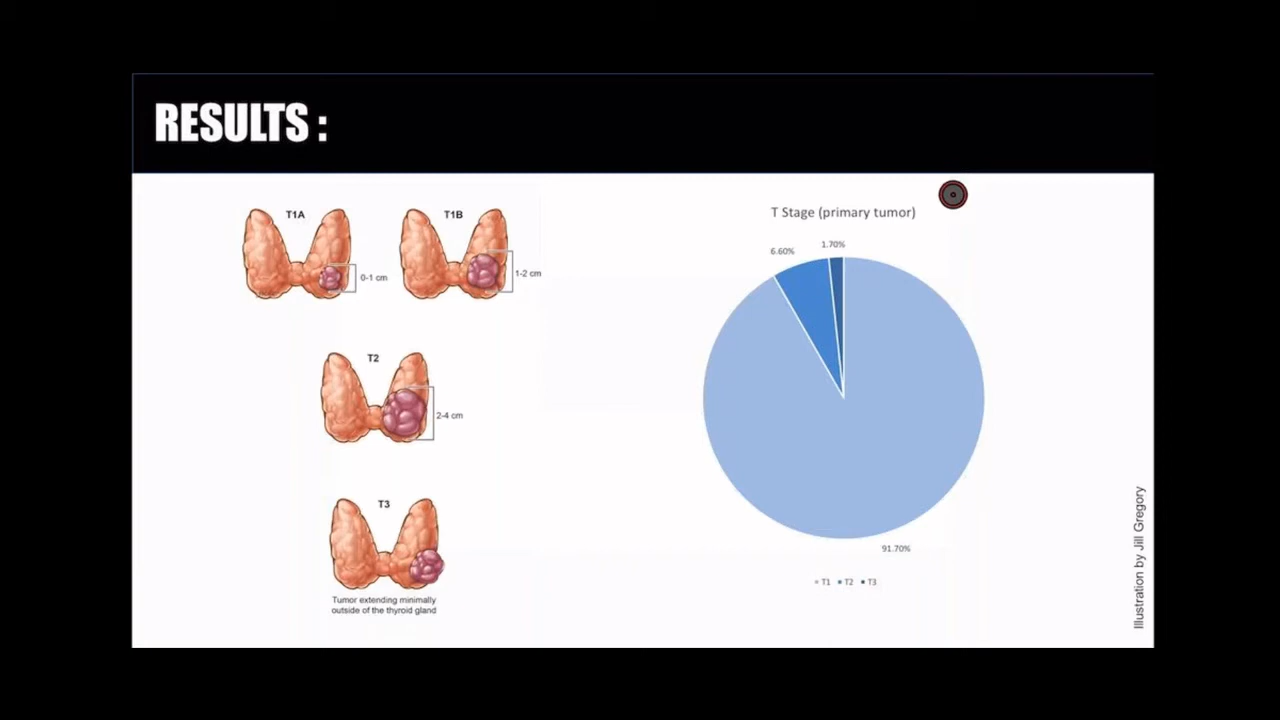 RESULTS :
T1A
0-1 cm
T1B
1-2 cm
T2
2-4 cm
T3
Tumor extending minimally
outside of the thyroid gland
T Stage (primary tumor)
6.60%
1.70%
91.70%
T1 T2 T3
Illustration by Jill Gregory